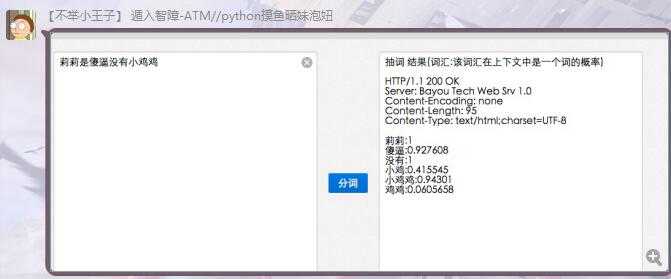 【不举小王子】 遁入智障-ATM//python摸鱼晒妹泡妞
莉莉是傻逼没有小鸡鸡
分词
抽词 结果(词汇:该词汇在上下文中是一个词的概率)
HTTP/1.1 200 OK
Server: Bayou Tech Web Srv 1.0
Content-Encoding: none
Content-Length: 95
Content-Type: text/html;charset=UTF-8
莉莉:1
傻逼:0.927608
没有:1
小鸡:0.415545
小鸡鸡:0.94301
鸡鸡:0.0605658